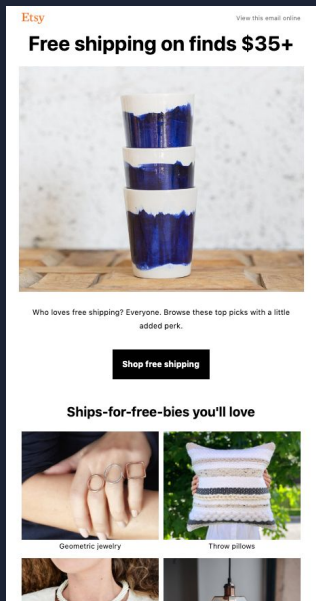 Etsy
View this email online
Free shipping on finds $35+
Who loves free shipping? Everyone. Browse these top picks with a little
added perk.
Shop free shipping
Ships-for-free-bies you'll love
Geometric jewelry
Throw pillows